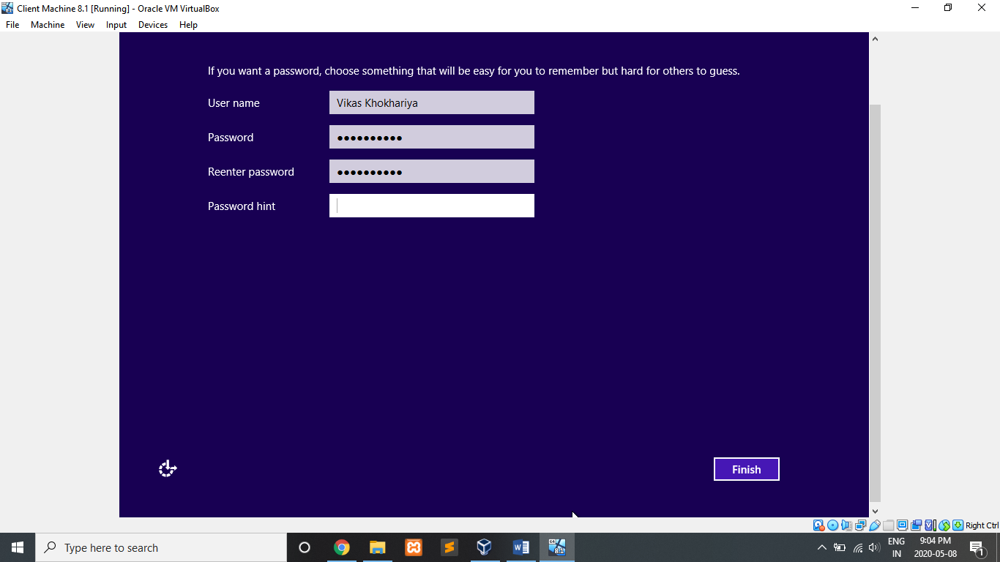 Client Machine 8.1 [Running] - Oracle VM VirtualBox
File Machine View Input Devices Help
If you want a password, choose something that will be easy for you to remember but hard for others to guess.
User name Vikas Khokhariya
Password ●●●●●●●●●●
Reenter password ●●●●●●●●●●
Password hint
Finish
Right Ctrl
Type here to search
ENG 9:04 PM
IN 2020-05-08 1